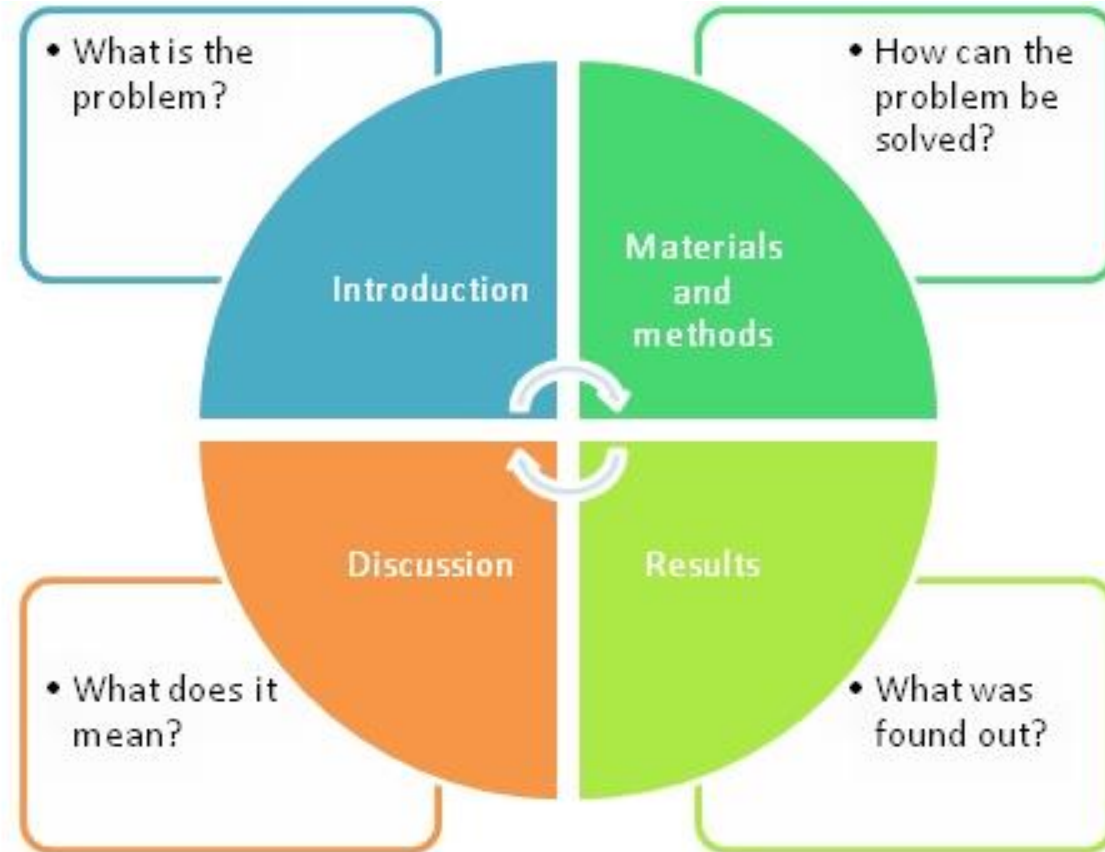 • What is the
problem?
• How can the
problem be
solved?
Introduction
Materials
and
methods
Discussion
Results
• What does it
mean?
• What was
found out?